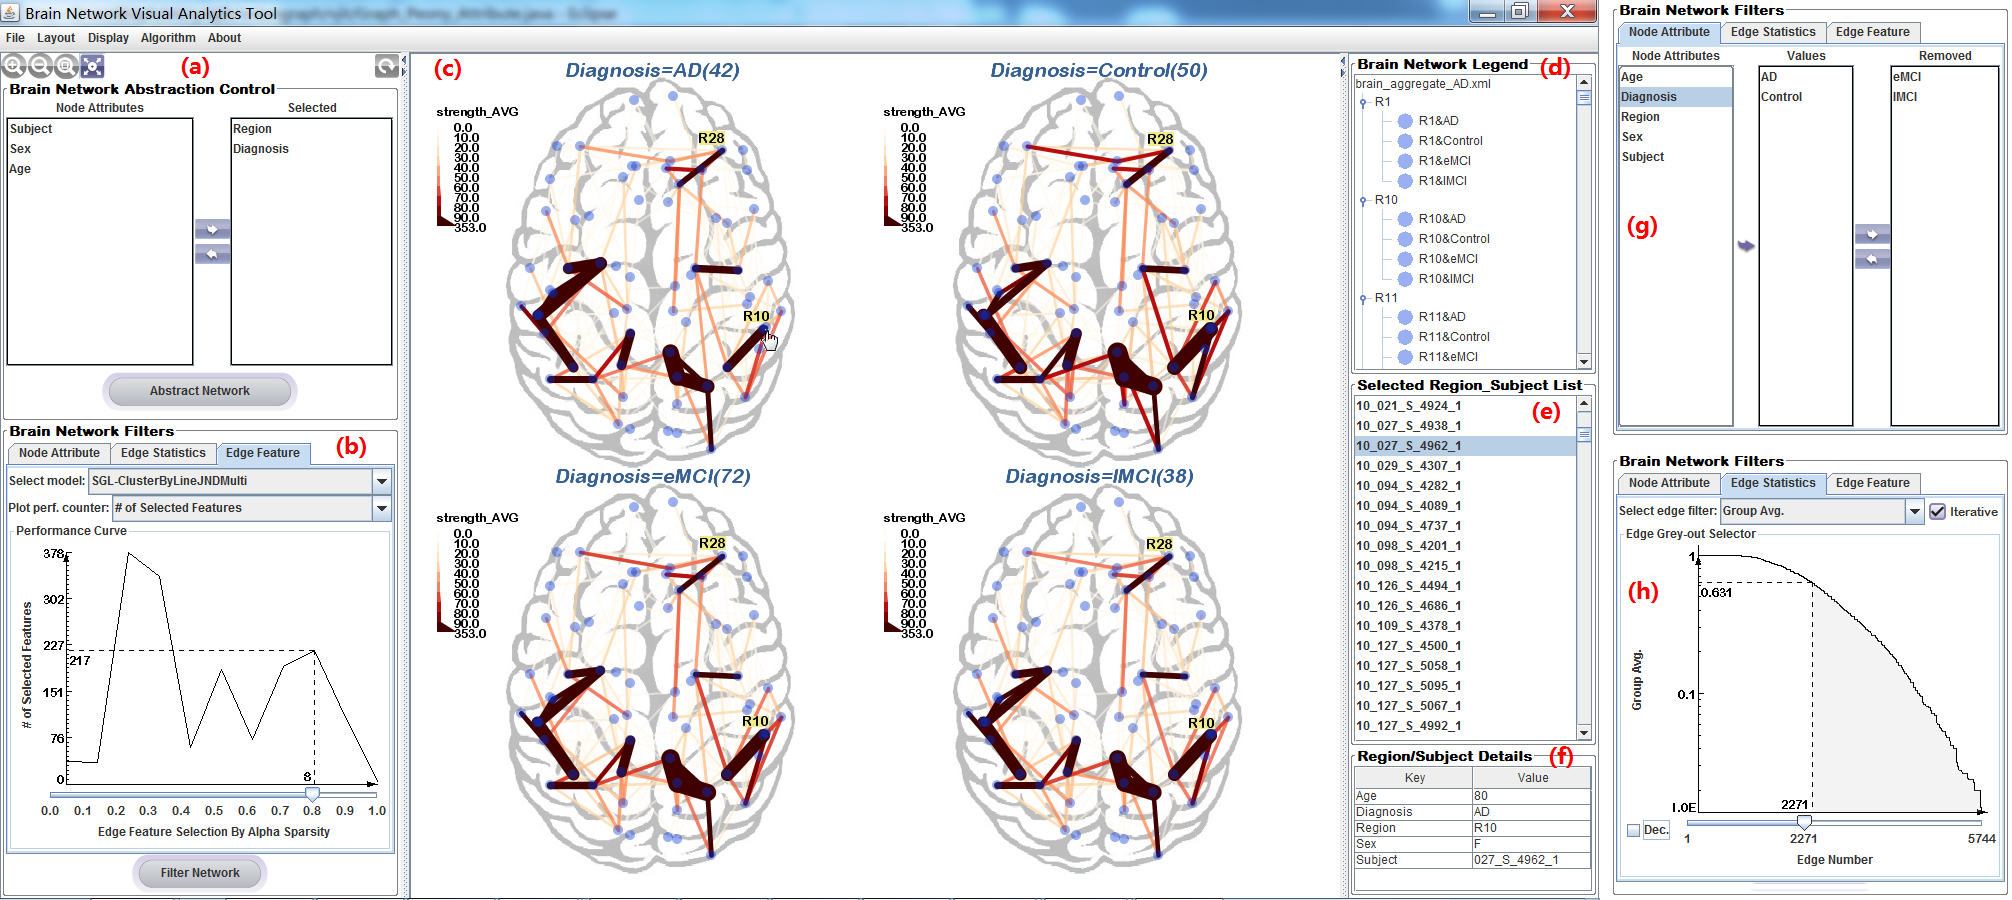 Brain Network Visual Analytics Tool
File Layout Display Algorithm About
(a)
Brain Network Abstraction Control
Node Attributes Selected
Subject
Sex
Age
Region
Diagnosis
Abstract Network
Brain Network Filters
(b)
Node Attribute Edge Statistics Edge Feature
Select model: SGL-ClusterByLineJNDMulti
Plot perf. counter: # of Selected Features
Performance Curve
# of Selected Features
378
302
227
217
151
76
0
8
0.0 0.1 0.2 0.3 0.4 0.5 0.6 0.7 0.8 0.9 1.0
Edge Feature Selection By Alpha Sparsity
Filter Network
(c)
Diagnosis=AD(42)
strength_AVG
0.0
10.0
20.0
30.0
40.0
50.0
60.0
70.0
80.0
90.0
353.0
R28
R10
Diagnosis=Control(50)
strength_AVG
0.0
10.0
20.0
30.0
40.0
50.0
60.0
70.0
80.0
90.0
353.0
R28
R10
Diagnosis=eMCI(72)
strength_AVG
0.0
10.0
20.0
30.0
40.0
50.0
60.0
70.0
80.0
90.0
353.0
R28
R10
Diagnosis=lMCI(38)
strength_AVG
0.0
10.0
20.0
30.0
40.0
50.0
60.0
70.0
80.0
90.0
353.0
R28
R10
Brain Network Legend
(d)
brain_aggregate_AD.xml
R1
R1&AD
R1&Control
R1&eMCI
R1&lMCI
R10
R10&AD
R10&Control
R10&eMCI
R10&lMCI
R11
R11&AD
R11&Control
R11&eMCI
Selected Region_Subject List
(e)
10_021_S_4924_1
10_027_S_4938_1
10_027_S_4962_1
10_029_S_4307_1
10_094_S_4282_1
10_094_S_4089_1
10_094_S_4737_1
10_098_S_4201_1
10_098_S_4215_1
10_126_S_4494_1
10_126_S_4686_1
10_109_S_4378_1
10_127_S_4500_1
10_127_S_5058_1
10_127_S_5095_1
10_127_S_5067_1
10_127_S_4992_1
Region/Subject Details
(f)
Key Value
Age 80
Diagnosis AD
Region R10
Sex F
Subject 027_S_4962_1
Brain Network Filters
Node Attribute Edge Statistics Edge Feature
Node Attributes Values Removed
Age
Diagnosis
Region
Sex
Subject
AD
Control
eMCI
lMCI
(g)
Brain Network Filters
Node Attribute Edge Statistics Edge Feature
Select edge filter: Group Avg. Iterative
Edge Grey-out Selector
(h)
Group Avg.
1
0.631
0.1
1.0E
2271
Dec.
1 2271 5744
Edge Number